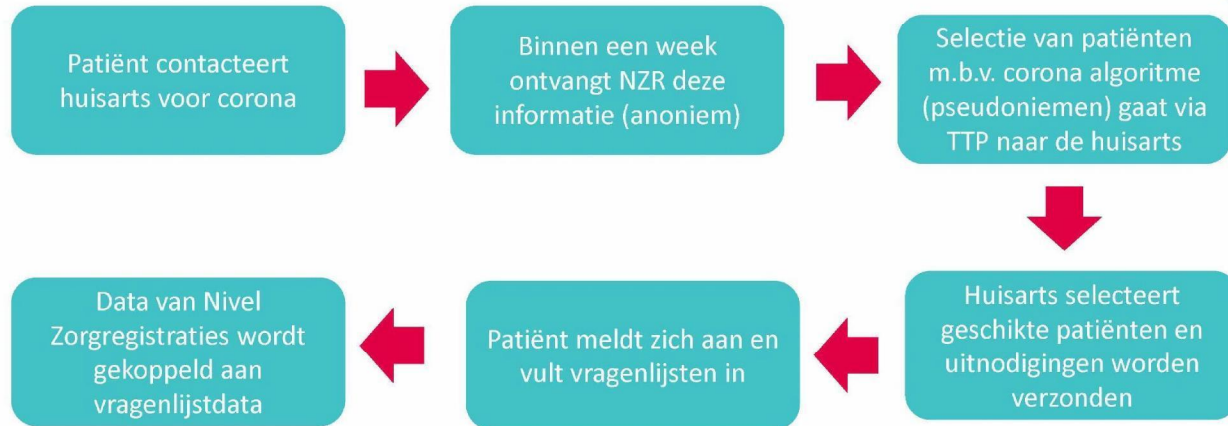 Patiënt contacteert
huisarts voor corona
Binnen een week
ontvangt NZR deze
informatie (anoniem)
Selectie van patiënten
m.b.v. corona algoritme
(pseudoniemen) gaat via
TTP naar de huisarts
Huisarts selecteert
geschikte patiënten en
uitnodigingen worden
verzonden
Patiënt meldt zich aan en
vult vragenlijsten in
Data van Nivel
Zorgregistraties wordt
gekoppeld aan
vragenlijstdata